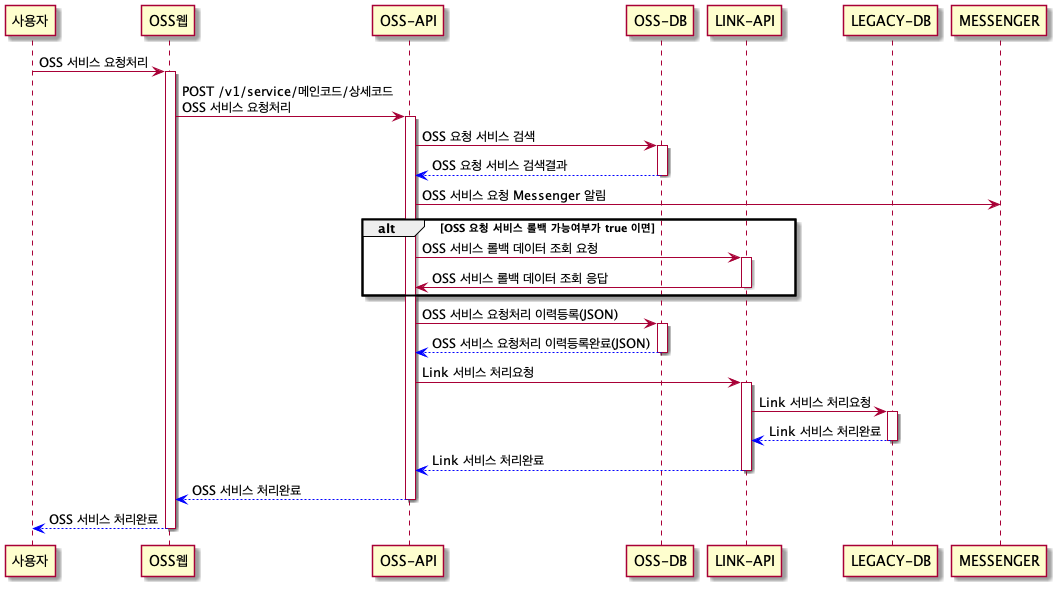 사용자
OSS웹
OSS-API
OSS-DB
LINK-API
LEGACY-DB
MESSENGER
OSS 서비스 요청처리
POST /v1/service/메인코드/상세코드
OSS 서비스 요청처리
OSS 요청 서비스 검색
OSS 요청 서비스 검색결과
OSS 서비스 요청 Messenger 알림
alt
[OSS 요청 서비스 롤백 가능여부가 true 이면]
OSS 서비스 롤백 데이터 조회 요청
OSS 서비스 롤백 데이터 조회 응답
OSS 서비스 요청처리 이력등록(JSON)
OSS 서비스 요청처리 이력등록완료(JSON)
Link 서비스 처리요청
Link 서비스 처리요청
Link 서비스 처리완료
Link 서비스 처리완료
OSS 서비스 처리완료
OSS 서비스 처리완료
사용자
OSS웹
OSS-API
OSS-DB
LINK-API
LEGACY-DB
MESSENGER